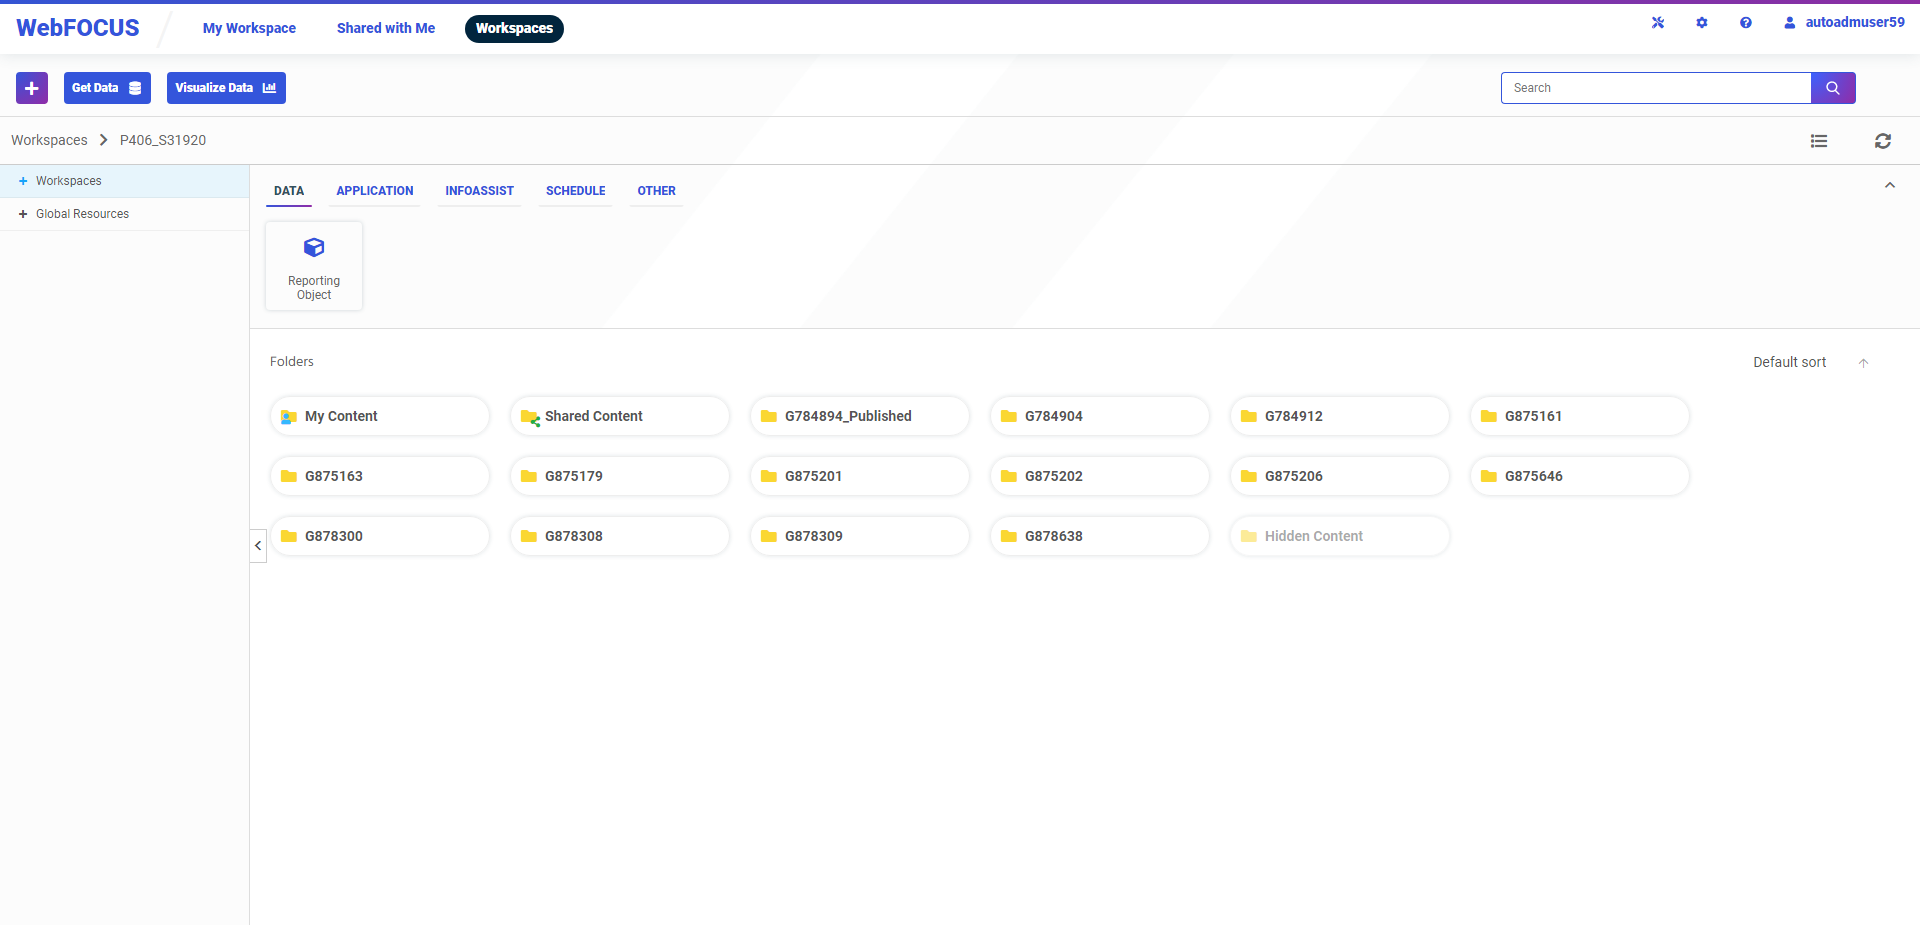 WebFOCUS
My Workspace
Shared with Me
Workspaces
autoadmuser59
Get Data
Visualize Data
Search
Workspaces
P406_S31920
Workspaces
Global Resources
DATA
APPLICATION
INFOASSIST
SCHEDULE
OTHER
Reporting
Object
Folders
Default sort
My Content
Shared Content
G784894_Published
G784904
G784912
G875161
G875163
G875179
G875201
G875202
G875206
G875646
G878300
G878308
G878309
G878638
Hidden Content